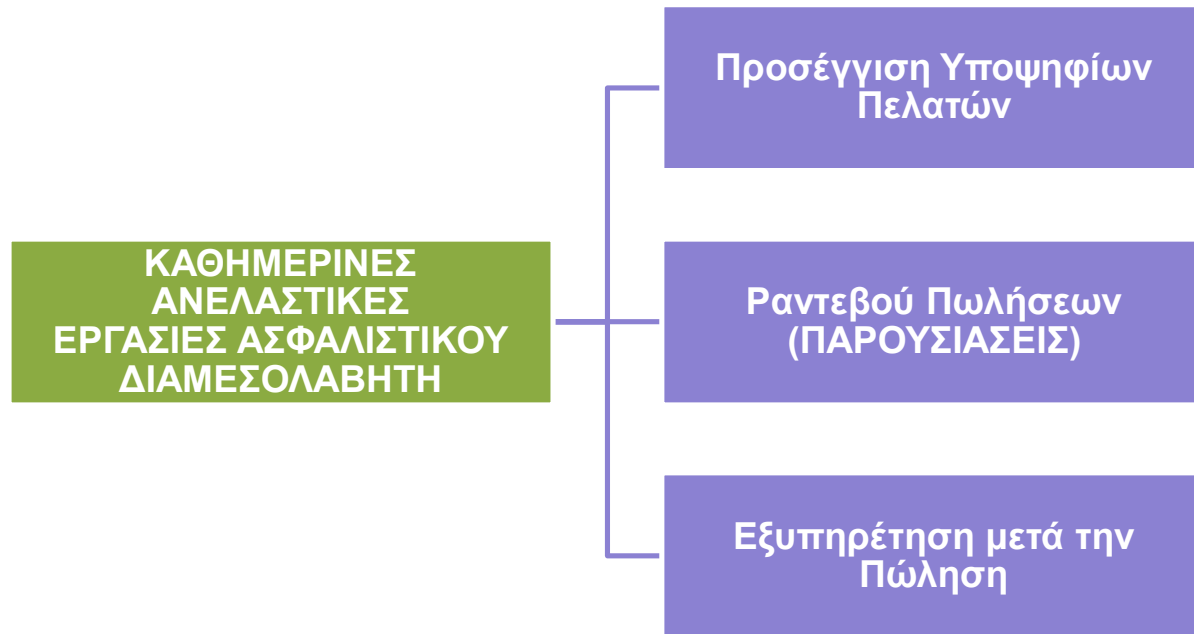 Προσέγγιση Υποψηφίων
Πελατών
ΚΑΘΗΜΕΡΙΝΕΣ
ΑΝΕΛΑΣΤΙΚΕΣ
ΕΡΓΑΣΙΕΣ ΑΣΦΑΛΙΣΤΙΚΟΥ
ΔΙΑΜΕΣΟΛΑΒΗΤΗ
Ραντεβού Πωλήσεων
(ΠΑΡΟΥΣΙΑΣΕΙΣ)
Εξυπηρέτηση μετά την
Πώληση